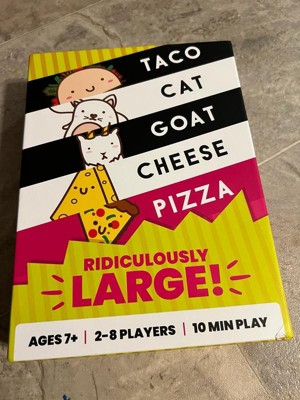 TACO
CAT
GOAT
CHEESE
PIZZA
RIDICULOUSLY
LARGE!
AGES 7+ | 2-8 PLAYERS | 10 MIN PLAY